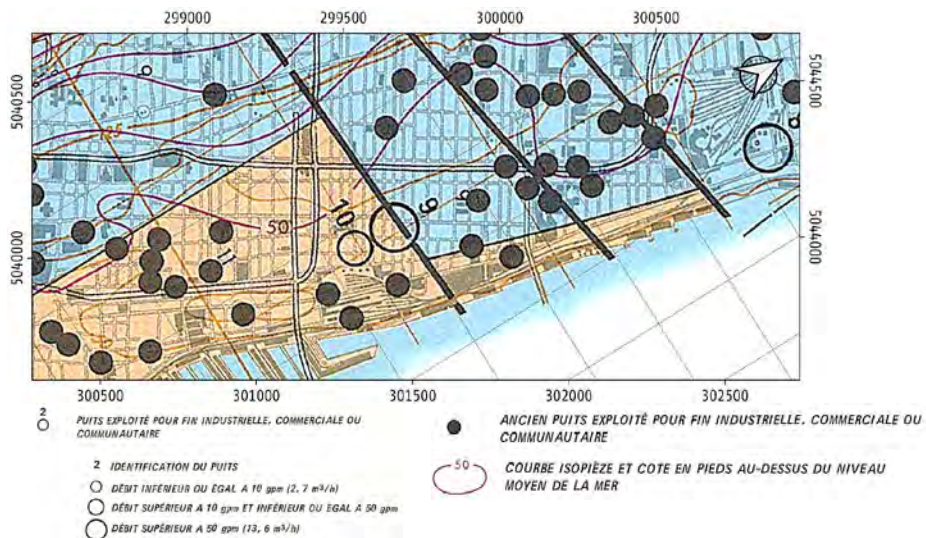 299000 299500 300000 300500
5040500
5044500
5040000
5044000
75
50
10
9
11
300500 301000 301500 302000 302500
2
PUITS EXPLOITÉ POUR FIN INDUSTRIELLE, COMMERCIALE OU
COMMUNAUTAIRE
2 IDENTIFICATION DU PUITS
DÉBIT INFÉRIEUR OU ÉGAL A 10 gpm (2,7 m³/h)
DÉBIT SUPÉRIEUR A 10 gpm ET INFÉRIEUR OU ÉGAL A 50 gpm
DÉBIT SUPÉRIEUR A 50 gpm (13,6 m³/h)
ANCIEN PUITS EXPLOITÉ POUR FIN INDUSTRIELLE, COMMERCIALE OU
COMMUNAUTAIRE
50
COURBE ISOPIÈZE ET COTE EN PIEDS AU-DESSUS DU NIVEAU
MOYEN DE LA MER